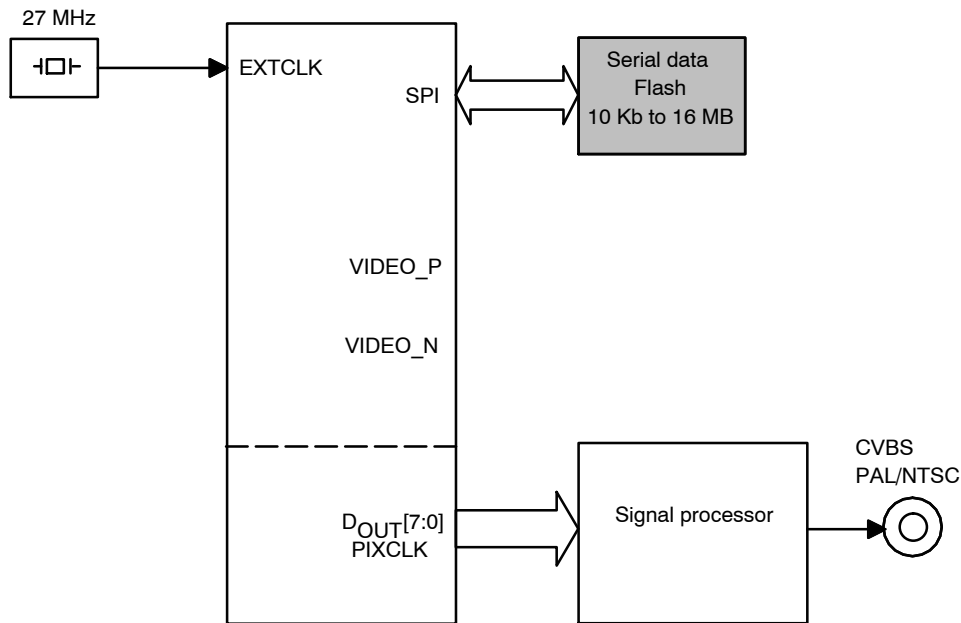 27 MHz
EXTCLK
SPI
Serial data
Flash
10 Kb to 16 MB
VIDEO_P
VIDEO_N
DOUT[7:0]
PIXCLK
Signal processor
CVBS
PAL/NTSC